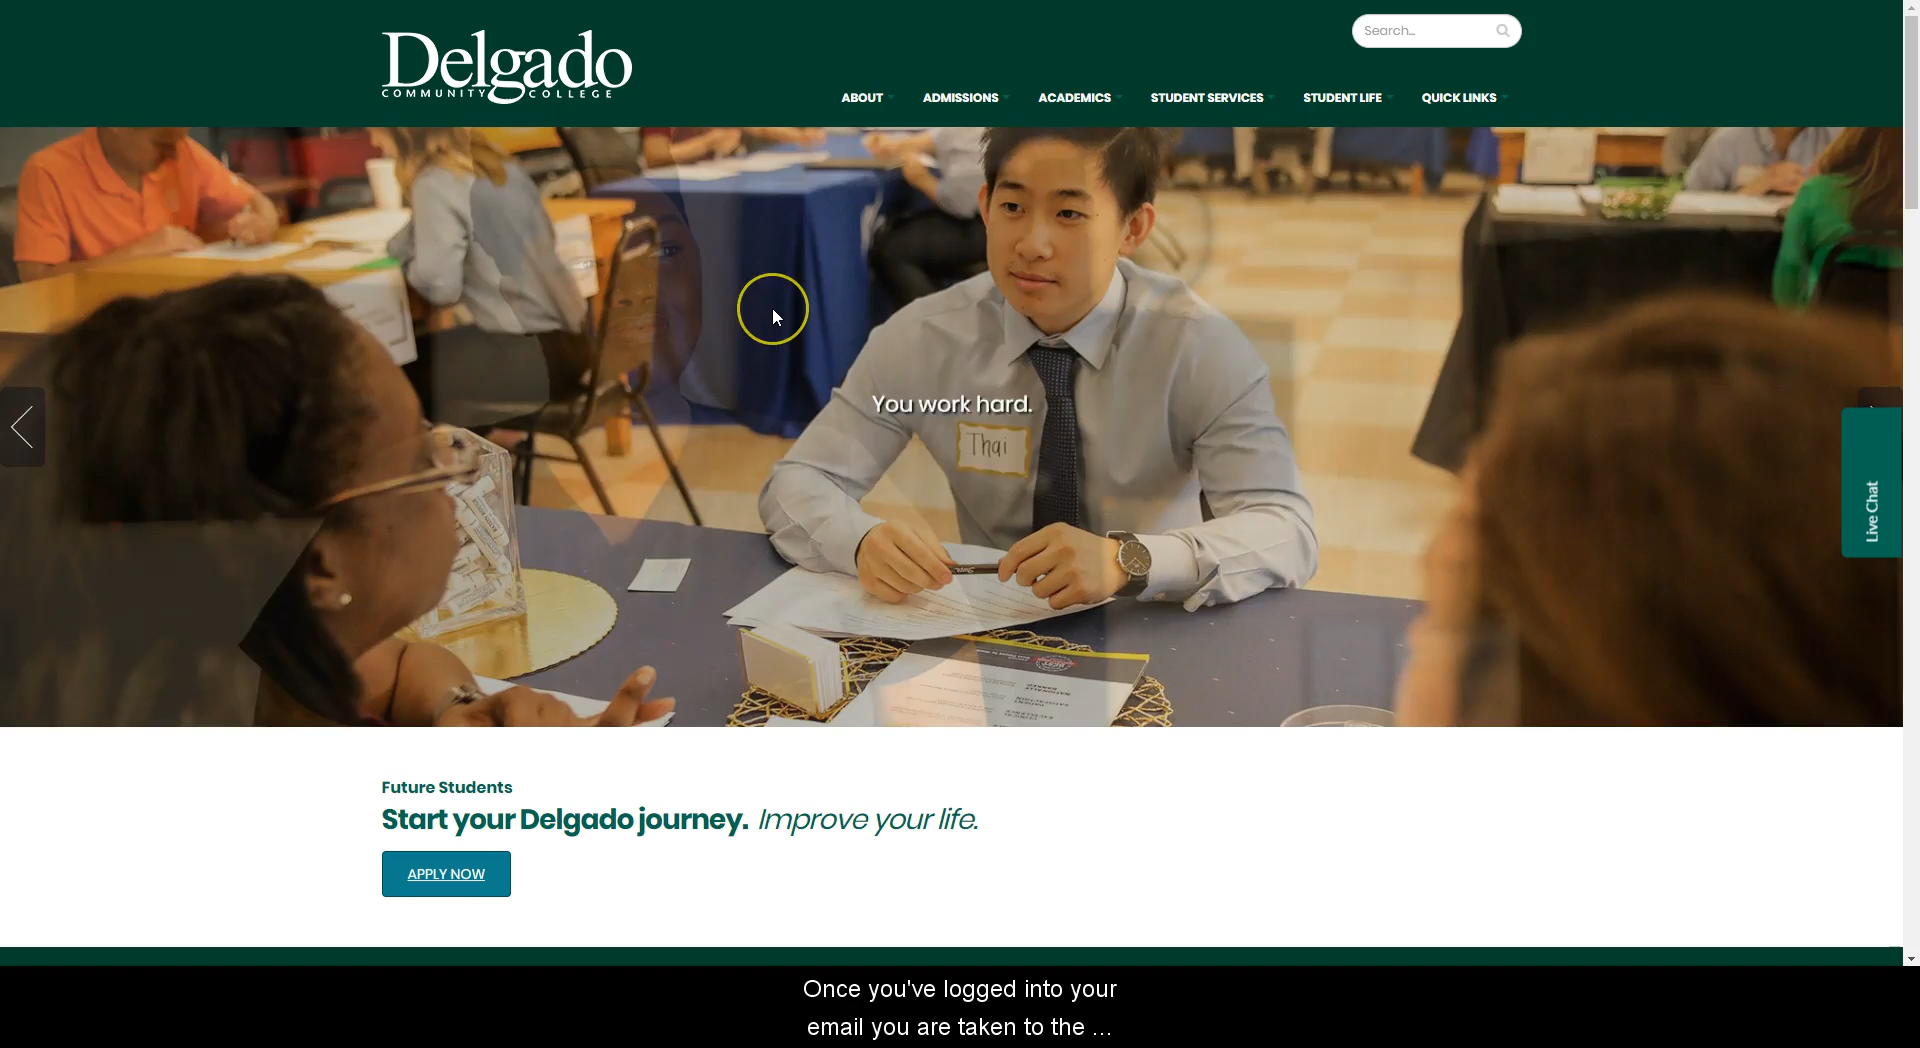 Delgado
COMMUNITY COLLEGE
Search...
ABOUT
ADMISSIONS
ACADEMICS
STUDENT SERVICES
STUDENT LIFE
QUICK LINKS
You work hard.
Thai
Live Chat
Future Students
Start your Delgado journey. Improve your life.
APPLY NOW
Once you've logged into your
email you are taken to the ...